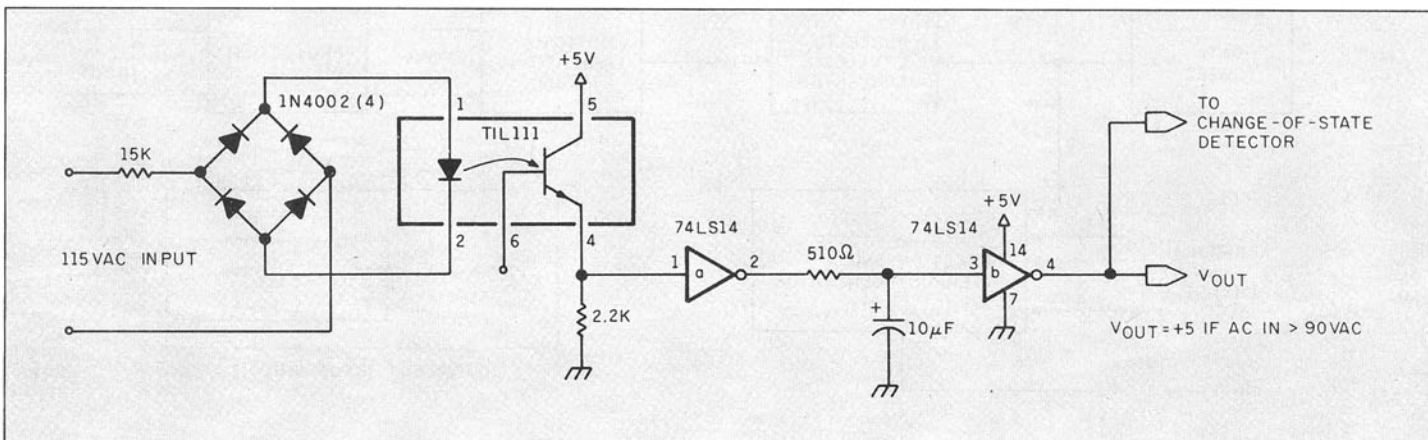 +5V
1N4002 (4)
1
5
TIL111
15K
TO
CHANGE-OF-STATE
DETECTOR
2
6
4
74LS14
74LS14
+5V
115VAC INPUT
1
a
2
510Ω
3
b
14
4
7
VOUT
2.2K
+
10µF
VOUT = +5 IF AC IN > 90VAC